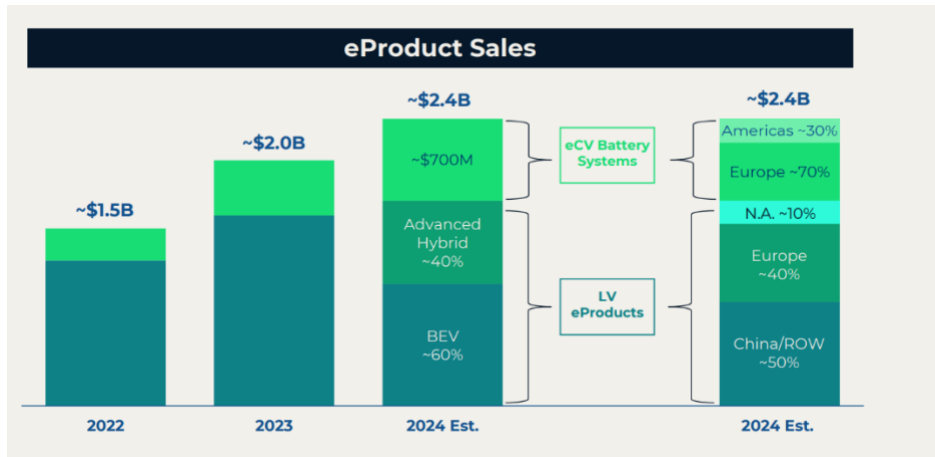 eProduct Sales
~$1.5B
~$2.0B
~$2.4B
~$2.4B
~$700M
Advanced
Hybrid
~40%
BEV
~60%
eCV Battery
Systems
LV
eProducts
Americas ~30%
Europe ~70%
N.A. ~10%
Europe
~40%
China/ROW
~50%
2022
2023
2024 Est.
2024 Est.